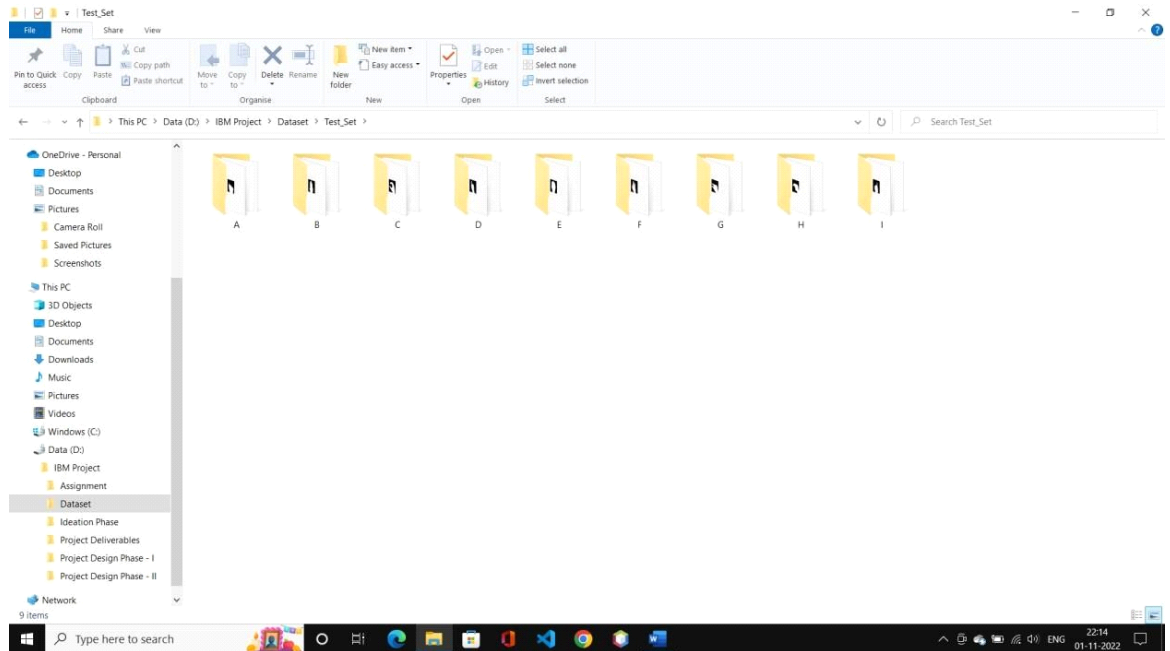 Test_Set
File Home Share View
Pin to Quick access
Copy
Paste
Cut
Copy path
Paste shortcut
Clipboard
Move to
Copy to
Delete
Rename
Organise
New folder
New item
Easy access
New
Properties
Open
Edit
History
Open
Select all
Select none
Invert selection
Select
This PC > Data (D:) > IBM Project > Dataset > Test_Set >
Search Test_Set
OneDrive - Personal
Desktop
Documents
Pictures
Camera Roll
Saved Pictures
Screenshots
This PC
3D Objects
Desktop
Documents
Downloads
Music
Pictures
Videos
Windows (C:)
Data (D:)
IBM Project
Assignment
Dataset
Ideation Phase
Project Deliverables
Project Design Phase - I
Project Design Phase - II
Network
A B C D E F G H I
9 items
Type here to search
ENG
22:14
01-11-2022